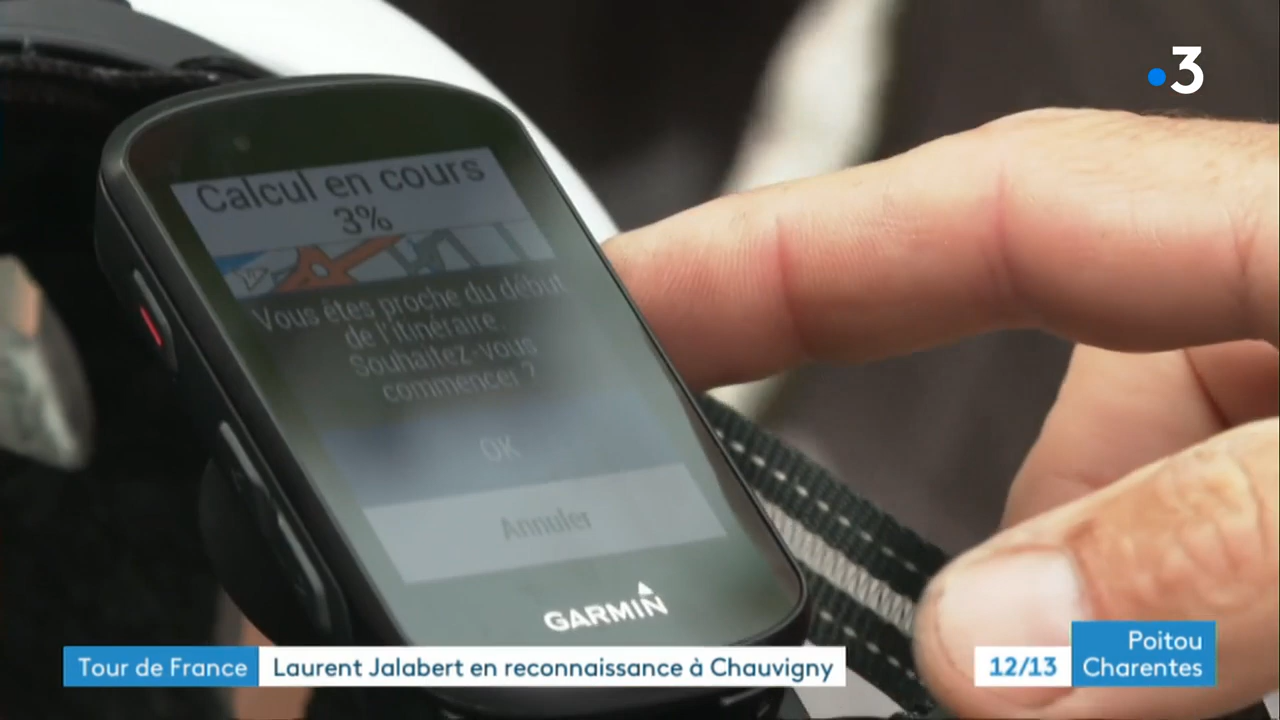 3
Calcul en cours
3%
Vous êtes proche du début
de l'itinéraire.
Souhaitez-vous
commencer ?
OK
Annuler
GARMIN
Tour de France
Laurent Jalabert en reconnaissance à Chauvigny
12/13
Poitou
Charentes